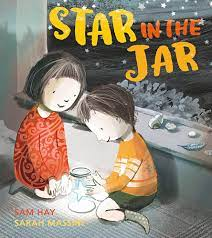 STAR IN THE
JAR
SAM HAY
SARAH MASSINI